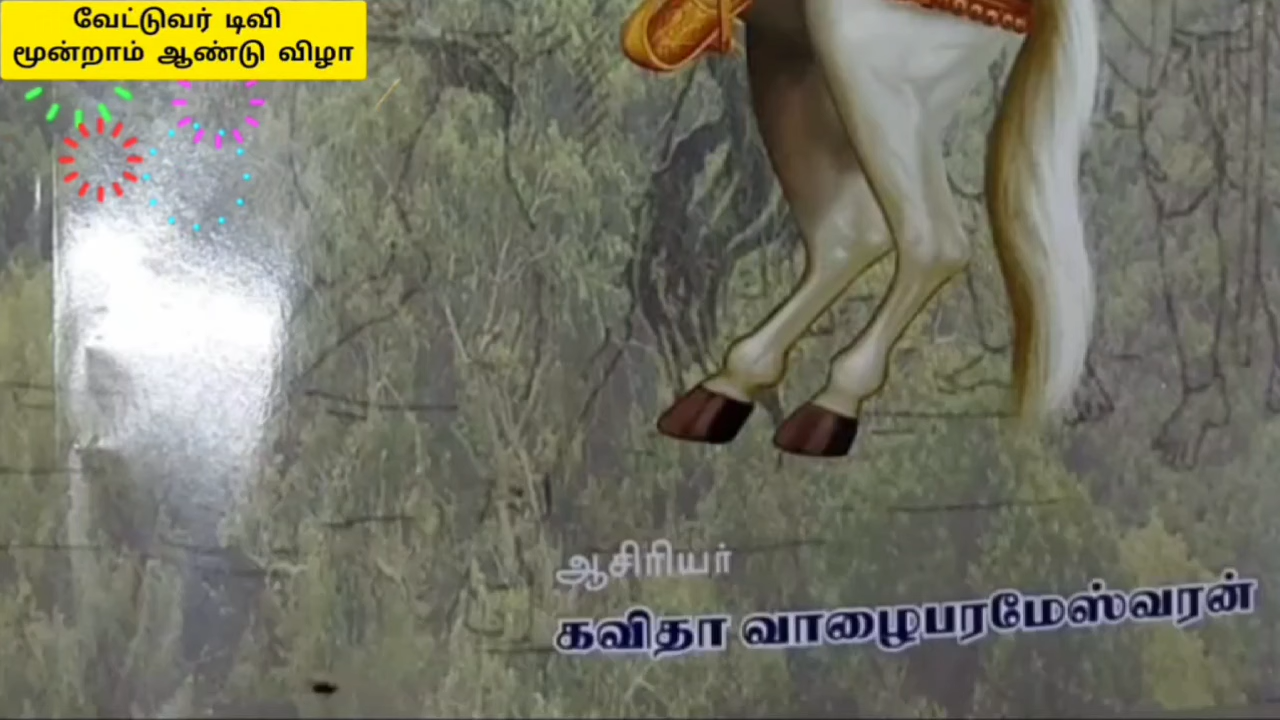 வேட்டுவர் டிவி
மூன்றாம் ஆண்டு விழா
ஆசிரியர்
கவிதா வாழைபரமேஸ்வரன்